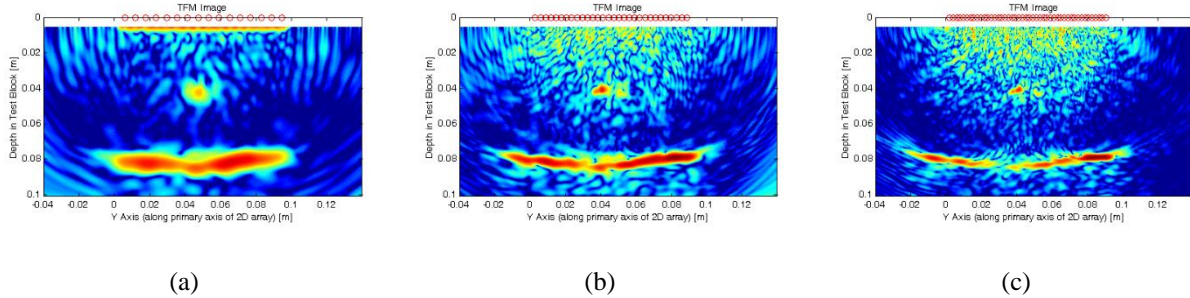 TFM Image
0
0.02
0.04
0.06
0.08
0.1
Depth in Test Block [m]
-0.04 -0.02 0 0.02 0.04 0.06 0.08 0.1 0.12
Y Axis (along primary axis of 2D array) [m]
(a)
TFM Image
0
0.02
0.04
0.06
0.08
0.1
Depth in Test Block [m]
-0.04 -0.02 0 0.02 0.04 0.06 0.08 0.1 0.12
Y Axis (along primary axis of 2D array) [m]
(b)
TFM Image
0
0.02
0.04
0.06
0.08
0.1
Depth in Test Block [m]
-0.04 -0.02 0 0.02 0.04 0.06 0.08 0.1 0.12
Y Axis (along primary axis of 2D array) [m]
(c)